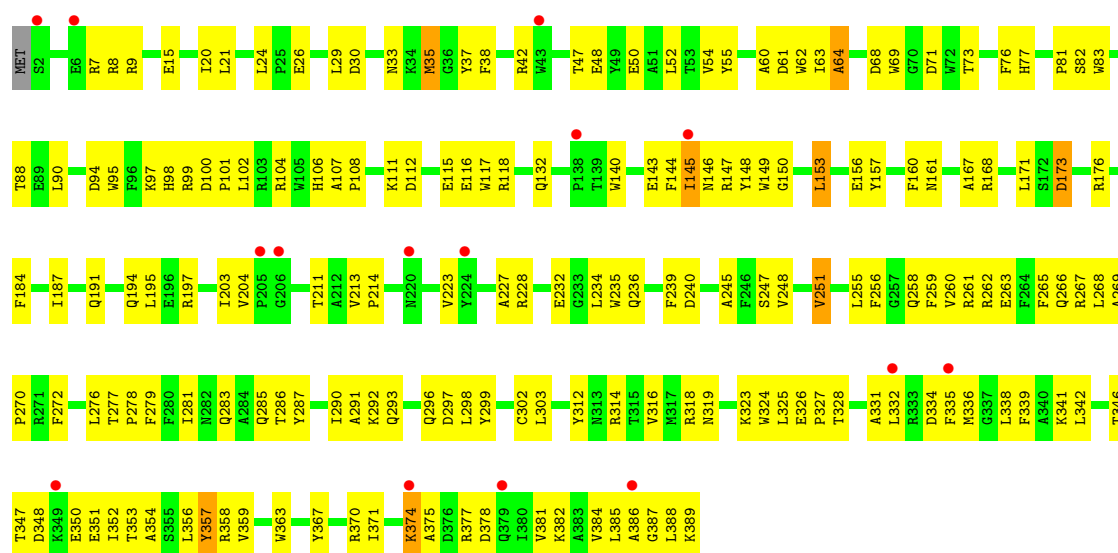 MET S2 E6 R7 R8 R9 E15 I20 L21 L24 P25 E26 L29 D30 N33 K34 M35 G36 Y37 F38 R42 W43 T47 E48 Y49 E50 A51 L52 T53 V54 Y55 A60 D61 W62 I63 A64 D68 W69 G70 D71 W72 T73 F76 H77 P81 S82 W83
T88 E89 L90 D94 W95 F96 K97 H98 R99 D100 P101 L102 R103 R104 W105 H106 A107 P108 K111 D112 E115 E116 W117 R118 Q132 P138 T139 W140 E143 F144 I145 N146 R147 Y148 W149 G150 L153 E156 Y157 F160 N161 A167 R168 L171 S172 D173 R176
F184 I187 Q191 Q194 L195 E196 R197 I203 V204 P205 G206 T211 A212 V213 P214 N220 V223 Y224 A227 R228 E232 G233 L234 W235 Q236 F239 D240 A245 F246 S247 V248 V251 L255 F256 G257 Q258 F259 V260 R261 R262 E263 F264 F265 Q266 R267 L268 A269
P270 R271 F272 L276 T277 P278 F279 F280 I281 N282 Q283 A284 Q285 T286 Y287 I290 A291 K292 Q293 Q296 D297 L298 Y299 C302 L303 Y312 N313 R314 T315 V316 M317 R318 N319 K323 W324 L325 E326 P327 T328 A331 L332 R333 D334 F335 M336 G337 L338 F339 A340 K341 L342 T346
T347 D348 K349 E350 E351 I352 T353 A354 S355 L356 Y357 R358 V359 W363 Y367 R370 I371 K374 A375 D376 R377 D378 Q379 I380 V381 K382 A383 V384 L385 A386 G387 L388 K389